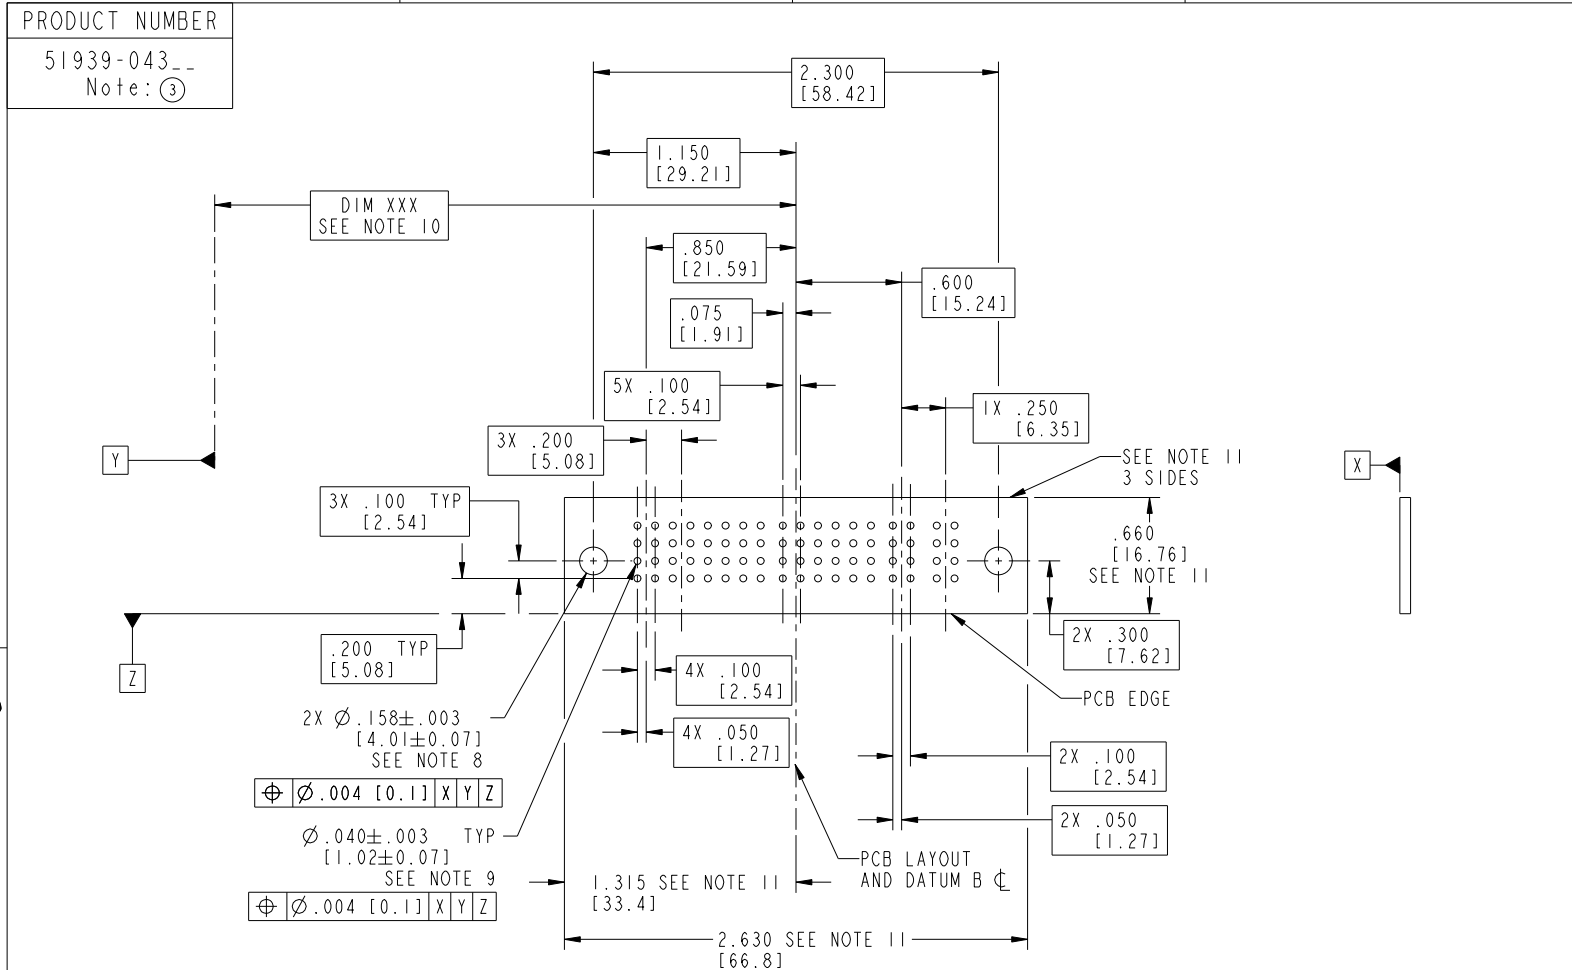 PRODUCT NUMBER
51939-043__
Note: 3
2.300
[58.42]
1.150
[29.21]
DIM XXX
SEE NOTE 10
.850
[21.59]
.600
[15.24]
.075
[1.91]
5X .100
[2.54]
1X .250
[6.35]
3X .200
[5.08]
Y
X
SEE NOTE 11
3 SIDES
3X .100 TYP
[2.54]
.660
[16.76]
SEE NOTE 11
.200 TYP
[5.08]
Z
2X .300
[7.62]
4X .100
[2.54]
PCB EDGE
2X Ø.158±.003
[4.01±0.07]
SEE NOTE 8
4X .050
[1.27]
2X .100
[2.54]
⌖ Ø.004 [0.1] X Y Z
Ø.040±.003 TYP
[1.02±0.07]
SEE NOTE 9
2X .050
[1.27]
⌖ Ø.004 [0.1] X Y Z
PCB LAYOUT
AND DATUM B ℄
1.315 SEE NOTE 11
[33.4]
2.630 SEE NOTE 11
[66.8]